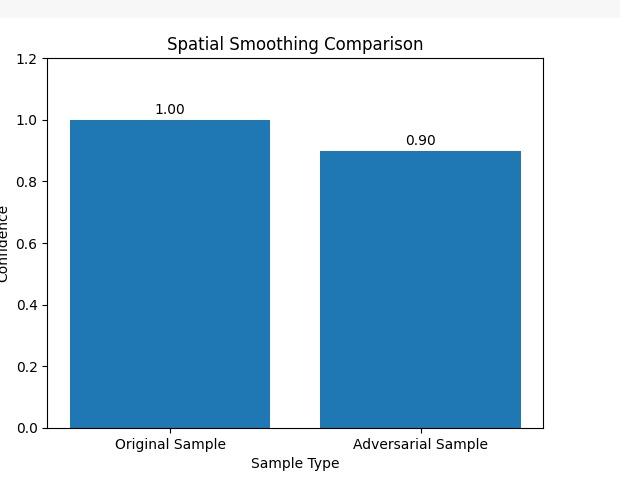 Spatial Smoothing Comparison
1.2
1.0
0.8
0.6
0.4
0.2
0.0
Confidence
1.00
0.90
Original Sample
Adversarial Sample
Sample Type